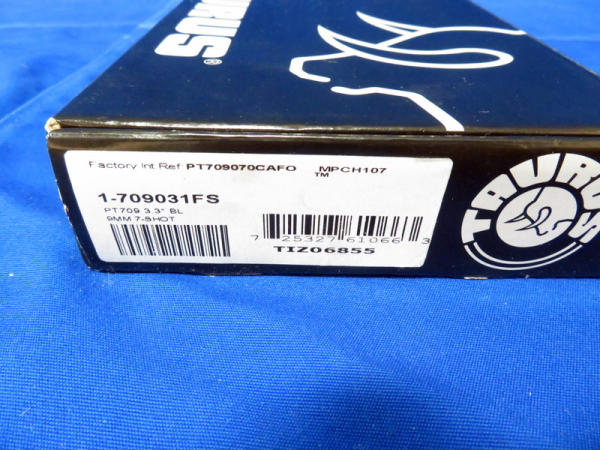 URUS®
Factory Int Ref PT709070CAFO MPCH107
TM
1-709031FS
PT709 3.3" BL
9MM 7-SHOT
7 25327 61066 3
TIZ06855
TAURUS